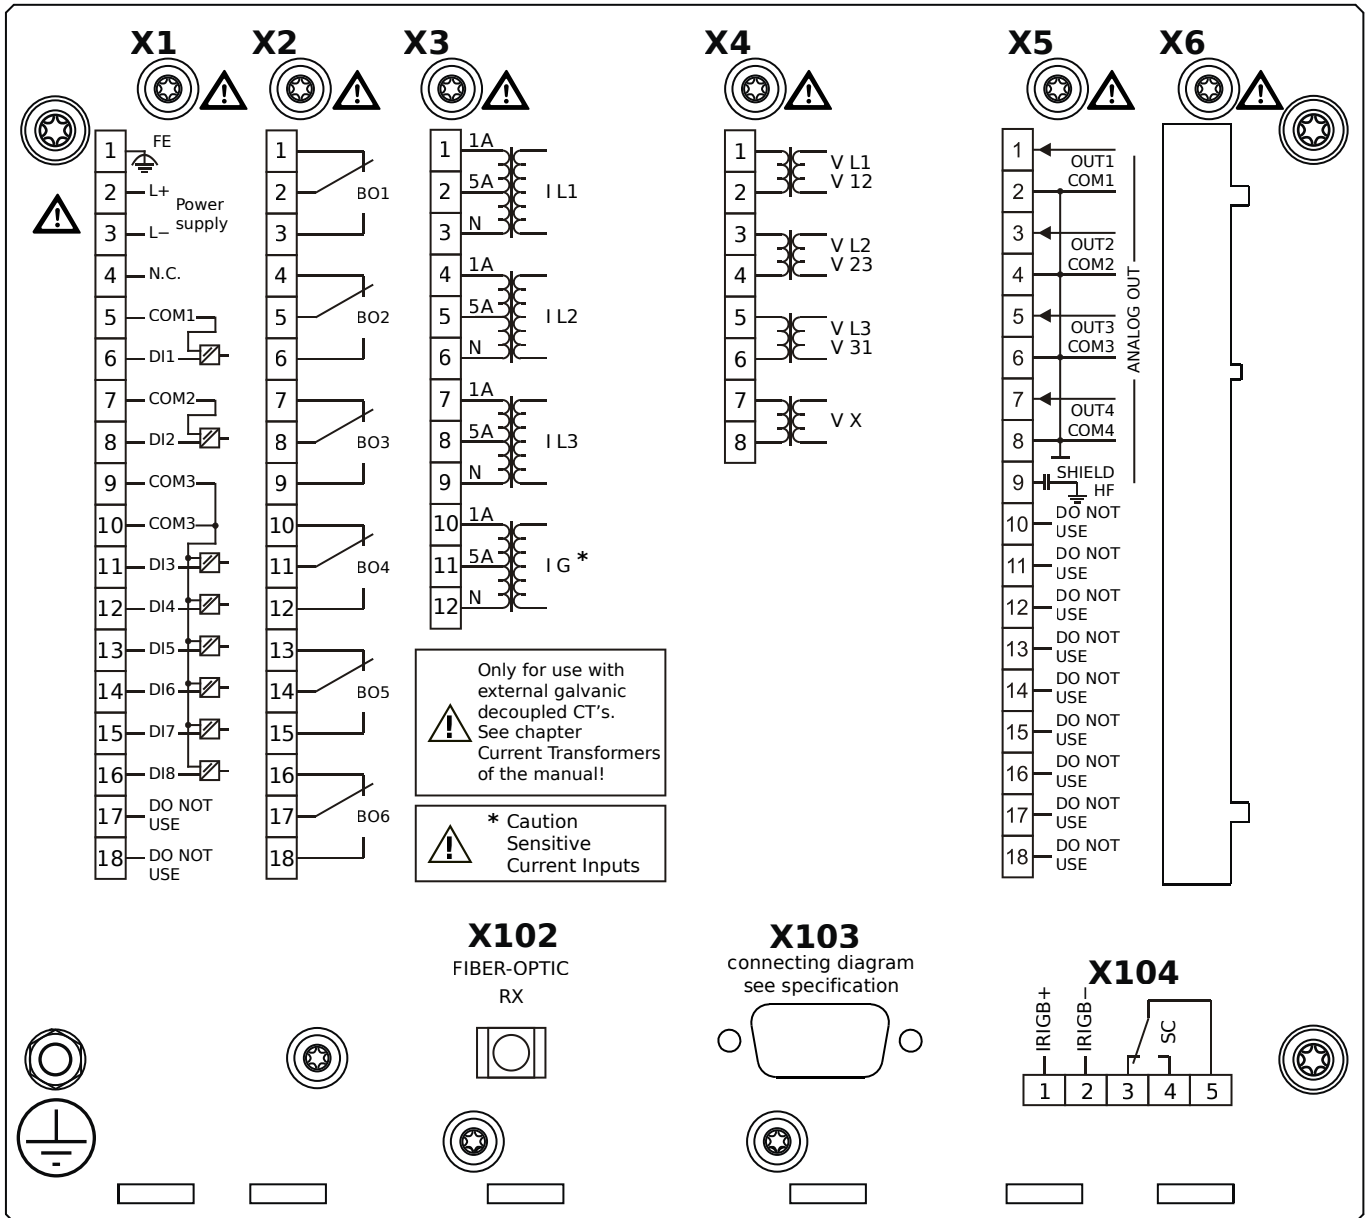 X1
X2
X3
X4
X5
X6
1
FE
2
L+
Power
supply
3
L−
4
N.C.
5
COM1
6
DI1
7
COM2
8
DI2
9
COM3
10
COM3
11
DI3
12
DI4
13
DI5
14
DI6
15
DI7
16
DI8
17
DO NOT
USE
18
DO NOT
USE
1
2
BO1
3
4
5
BO2
6
7
8
BO3
9
10
11
BO4
12
13
14
BO5
15
16
17
BO6
18
1
1A
2
5A
I L1
3
N
4
1A
5
5A
I L2
6
N
7
1A
8
5A
I L3
9
N
10
1A
11
5A
I G *
12
N
Only for use with
external galvanic
decoupled CT's.
See chapter
Current Transformers
of the manual!
* Caution
Sensitive
Current Inputs
1
V L1
2
V 12
3
V L2
4
V 23
5
V L3
6
V 31
7
V X
8
1
OUT1
2
COM1
3
OUT2
4
COM2
5
OUT3
6
COM3
7
OUT4
8
COM4
ANALOG OUT
9
SHIELD
HF
10
DO NOT
USE
11
DO NOT
USE
12
DO NOT
USE
13
DO NOT
USE
14
DO NOT
USE
15
DO NOT
USE
16
DO NOT
USE
17
DO NOT
USE
18
DO NOT
USE
X102
FIBER-OPTIC
RX
X103
connecting diagram
see specification
X104
IRIGB+
IRIGB−
SC
1
2
3
4
5